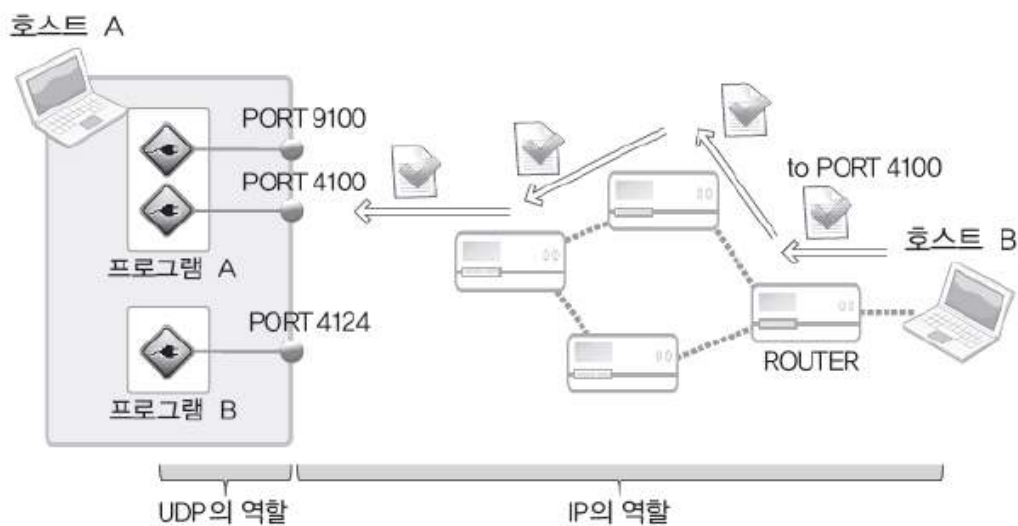 호스트 A
PORT 9100
PORT 4100
to PORT 4100
호스트 B
프로그램 A
PORT 4124
ROUTER
프로그램 B
UDP의 역할
IP의 역할